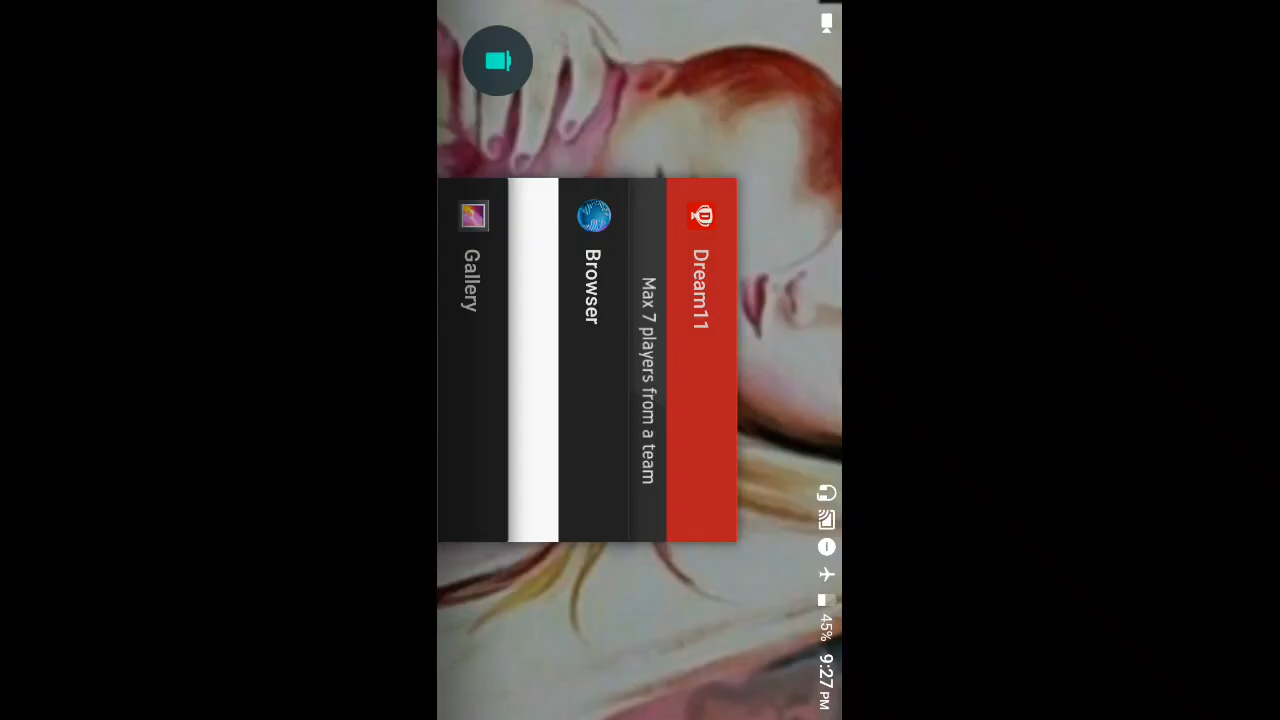 45% 9:27 PM
Dream11
Max 7 players from a team
Browser
Gallery